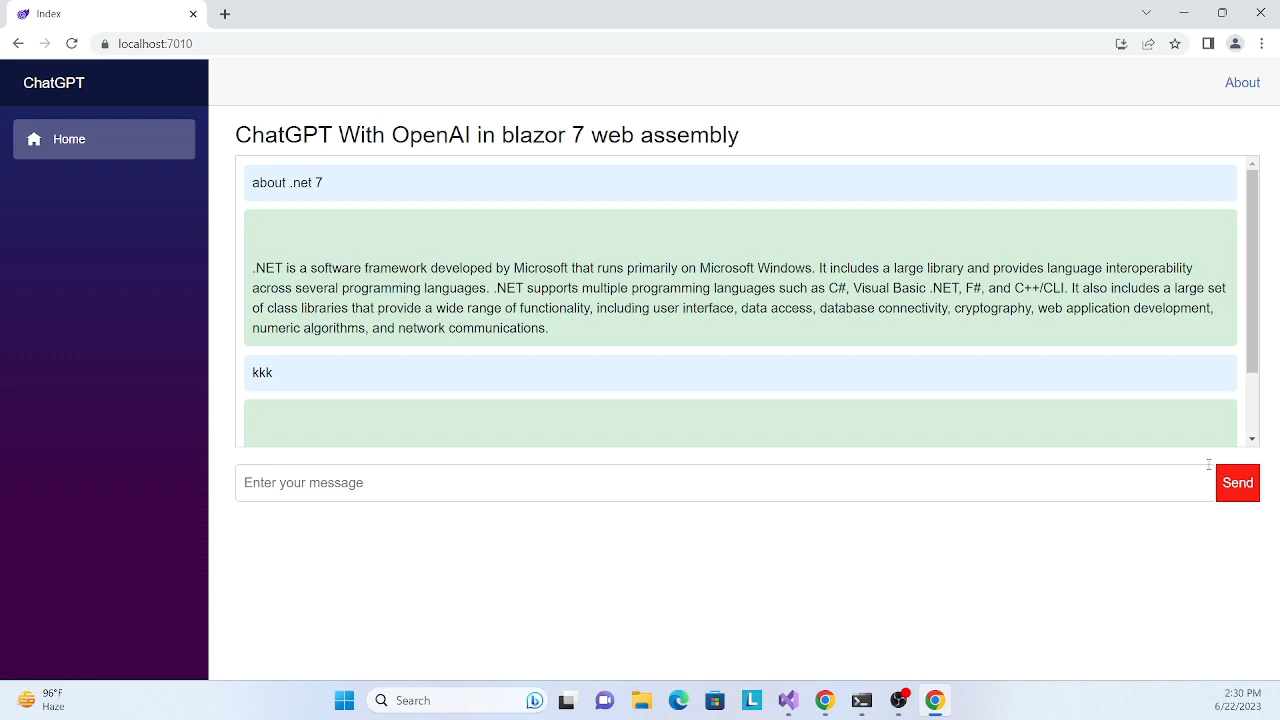 Index
localhost:7010
ChatGPT
About
Home
ChatGPT With OpenAI in blazor 7 web assembly
about .net 7
.NET is a software framework developed by Microsoft that runs primarily on Microsoft Windows. It includes a large library and provides language interoperability
across several programming languages. .NET supports multiple programming languages such as C#, Visual Basic .NET, F#, and C++/CLI. It also includes a large set
of class libraries that provide a wide range of functionality, including user interface, data access, database connectivity, cryptography, web application development,
numeric algorithms, and network communications.
kkk
Enter your message
Send
96°F
Haze
Search
L
2:30 PM
6/22/2023